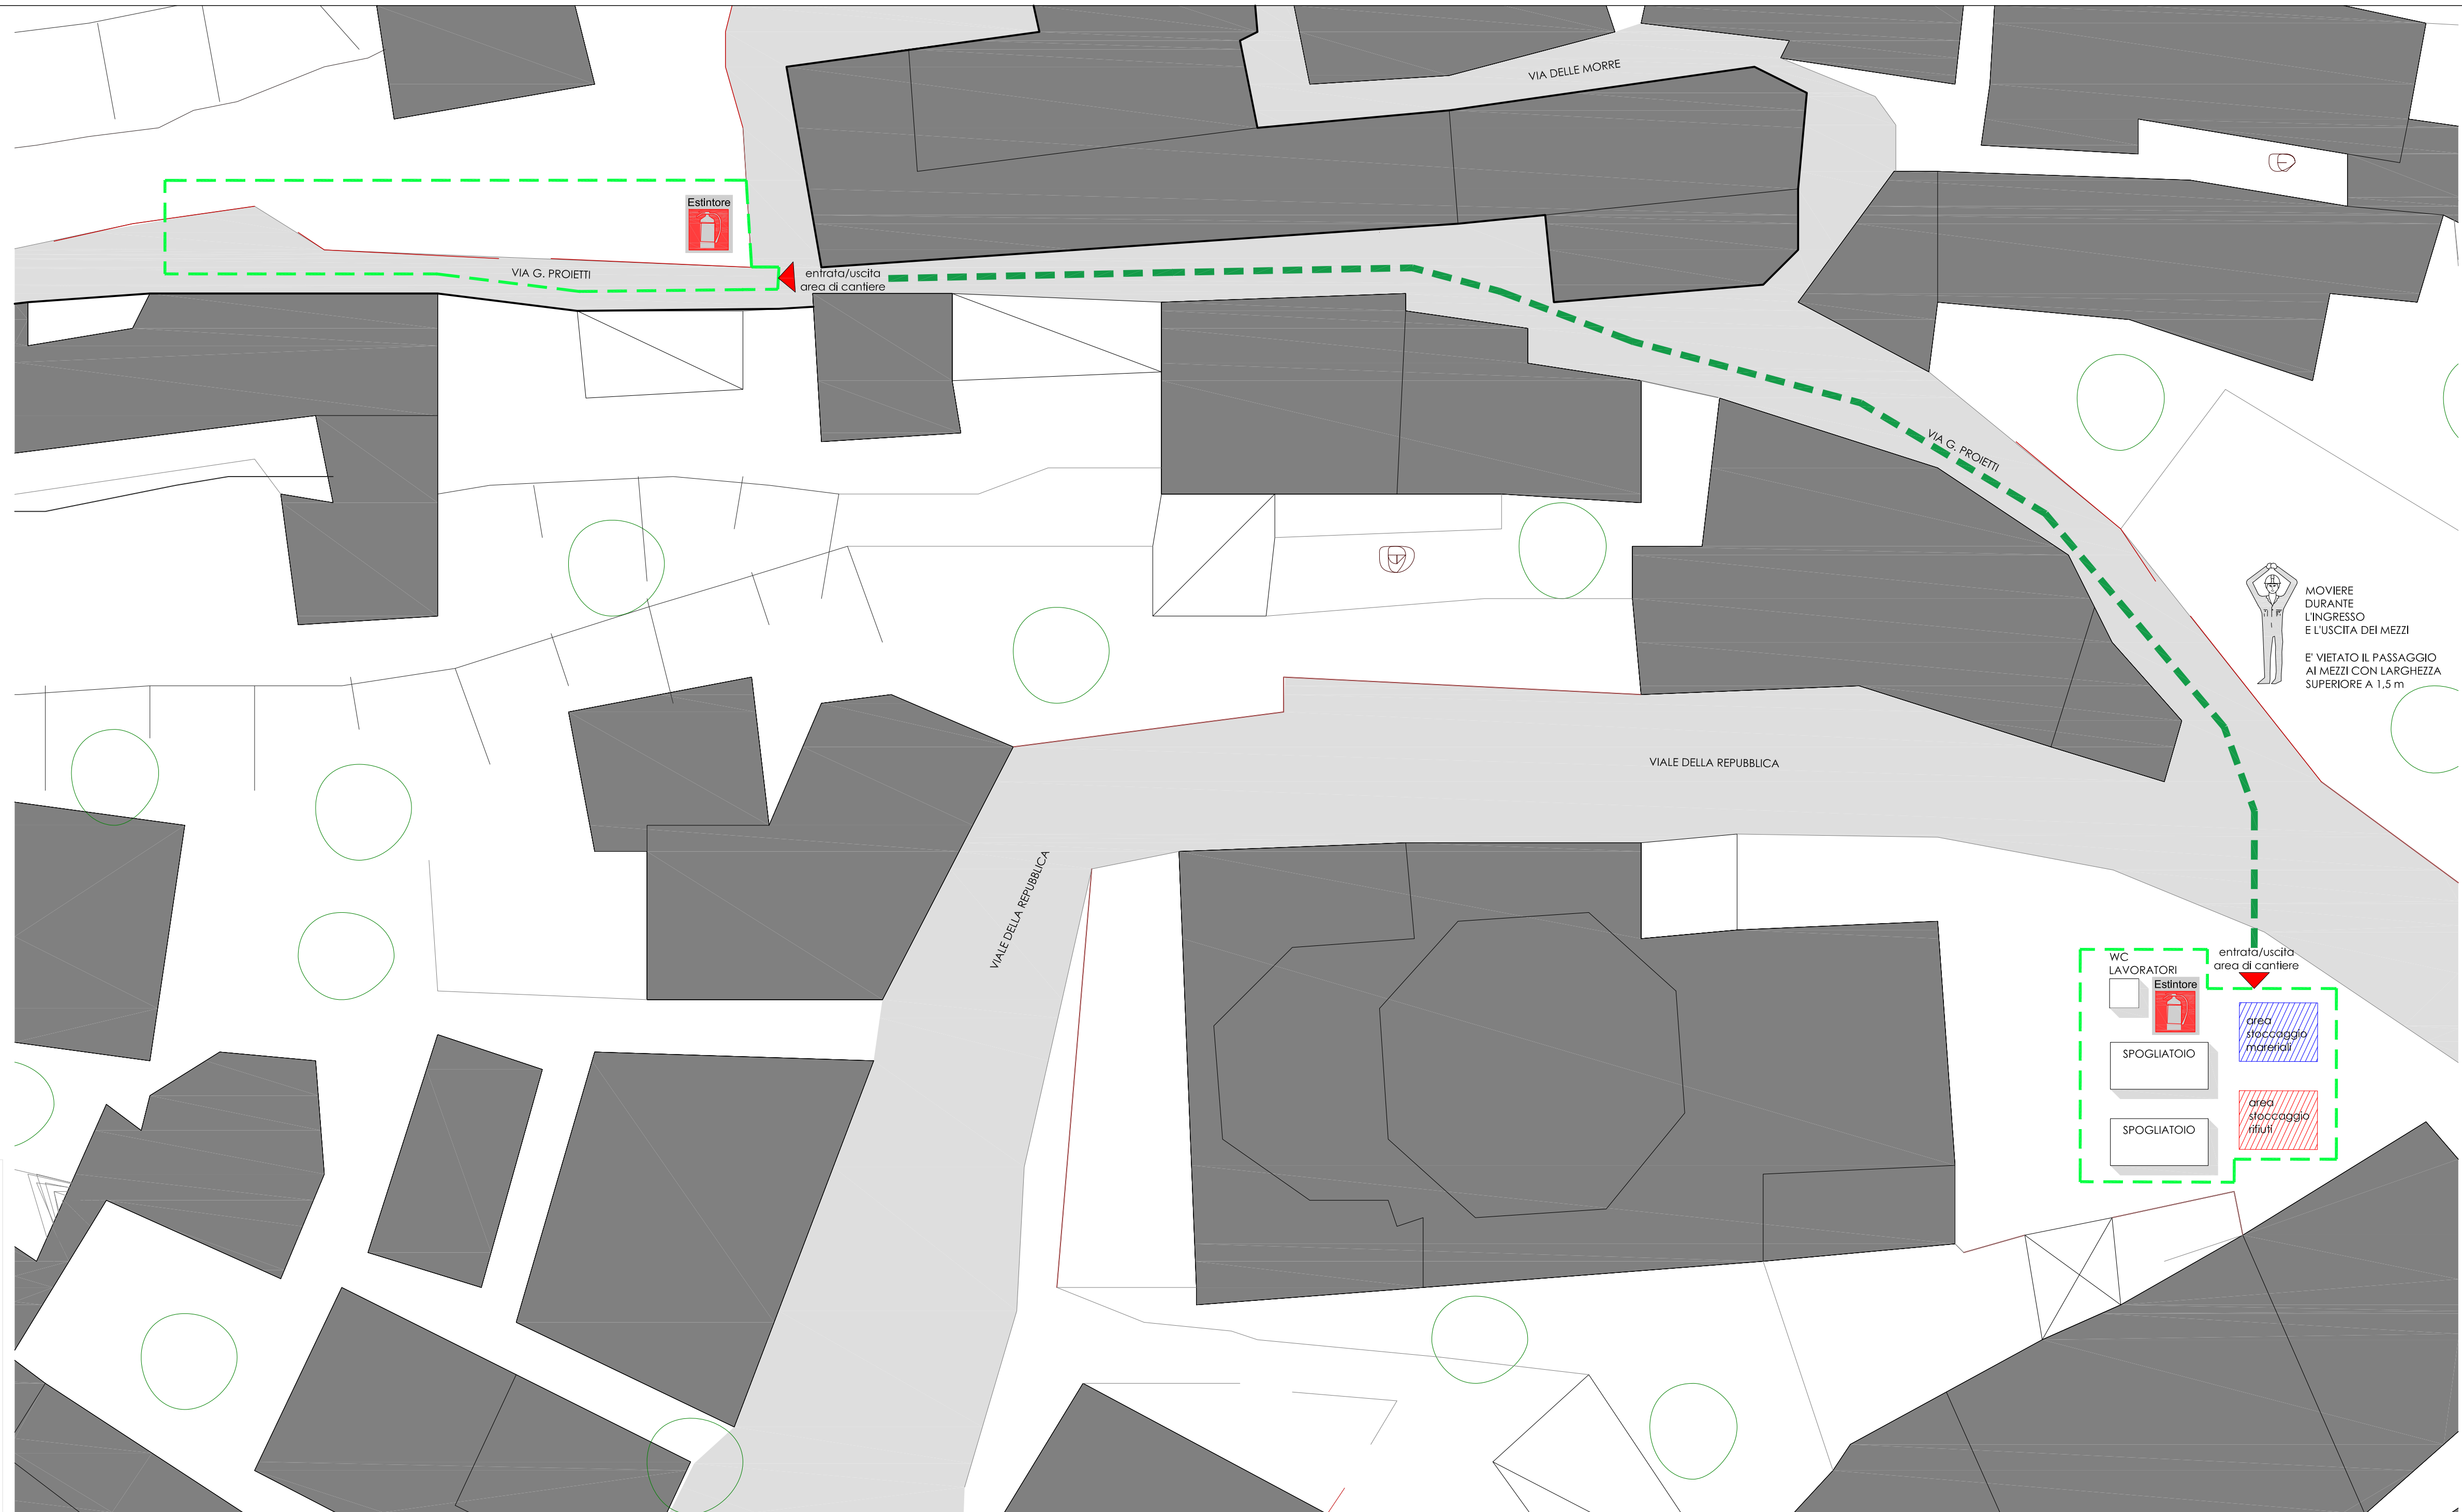 VIA DELLE MORRE
Estintore
VIA G. PROIETTI
entrata/uscita
area di cantiere
VIA G. PROIETTI
MOVIERE
DURANTE
L'INGRESSO
E L'USCITA DEI MEZZI
E' VIETATO IL PASSAGGIO
AI MEZZI CON LARGHEZZA
SUPERIORE A 1,5 m
VIALE DELLA REPUBBLICA
VIALE DELLA REPUBBLICA
WC
LAVORATORI
entrata/uscita
area di cantiere
Estintore
area
stoccaggio
mareriali
SPOGLIATOIO
area
stoccaggio
rifiuti
SPOGLIATOIO